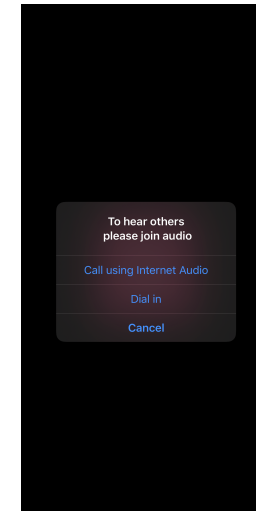 To hear others
please join audio
Call using Internet Audio
Dial in
Cancel